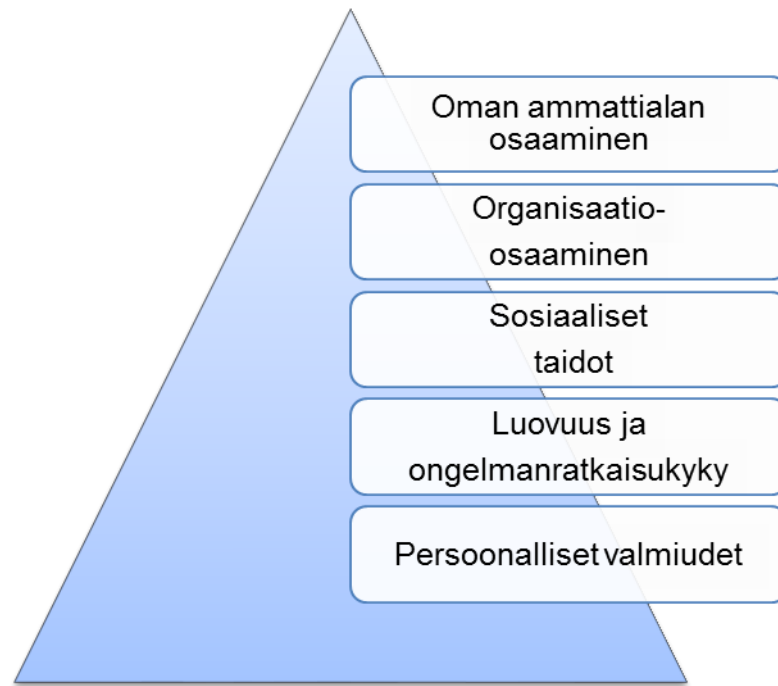 Oman ammattialan
osaaminen
Organisaatio-
osaaminen
Sosiaaliset
taidot
Luovuus ja
ongelmanratkaisukyky
Persoonalliset valmiudet